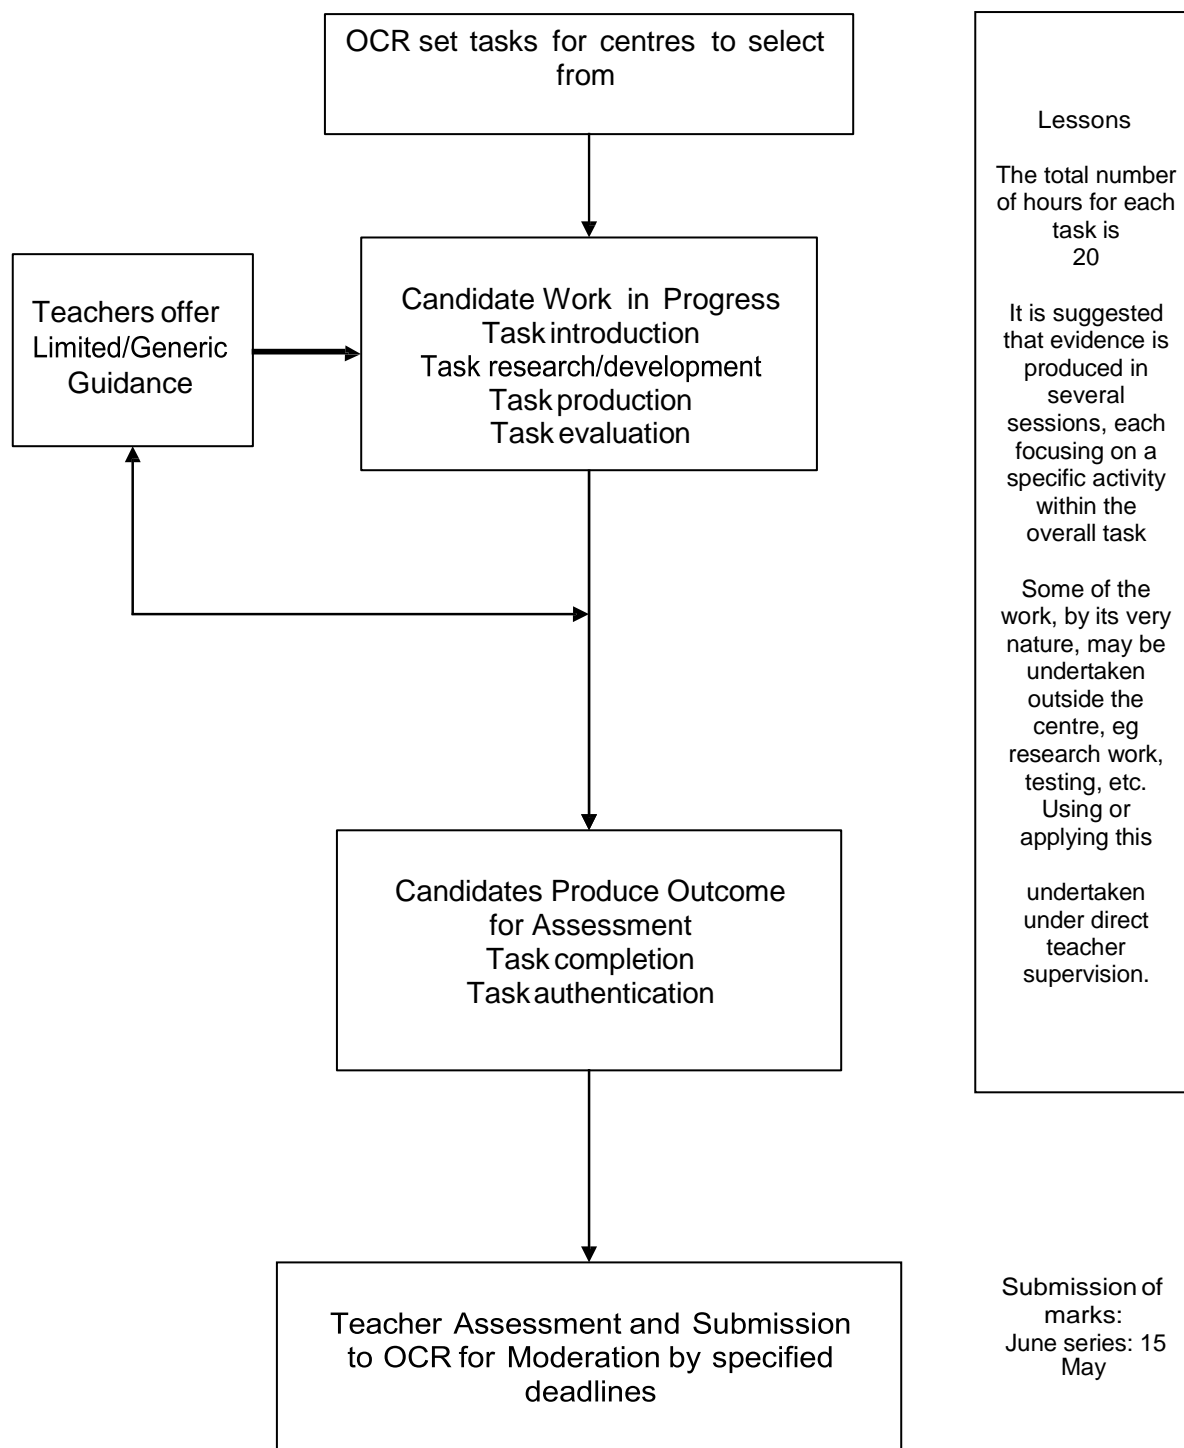 OCR set tasks for centres to select
from
Teachers offer
Limited/Generic
Guidance
Candidate Work in Progress
Task introduction
Task research/development
Task production
Task evaluation
Candidates Produce Outcome
for Assessment
Task completion
Task authentication
Teacher Assessment and Submission
to OCR for Moderation by specified
deadlines
Lessons
The total number
of hours for each
task is
20
It is suggested
that evidence is
produced in
several
sessions, each
focusing on a
specific activity
within the
overall task
Some of the
work, by its very
nature, may be
undertaken
outside the
centre, eg
research work,
testing, etc.
Using or
applying this
undertaken
under direct
teacher
supervision.
Submission of
marks:
June series: 15
May